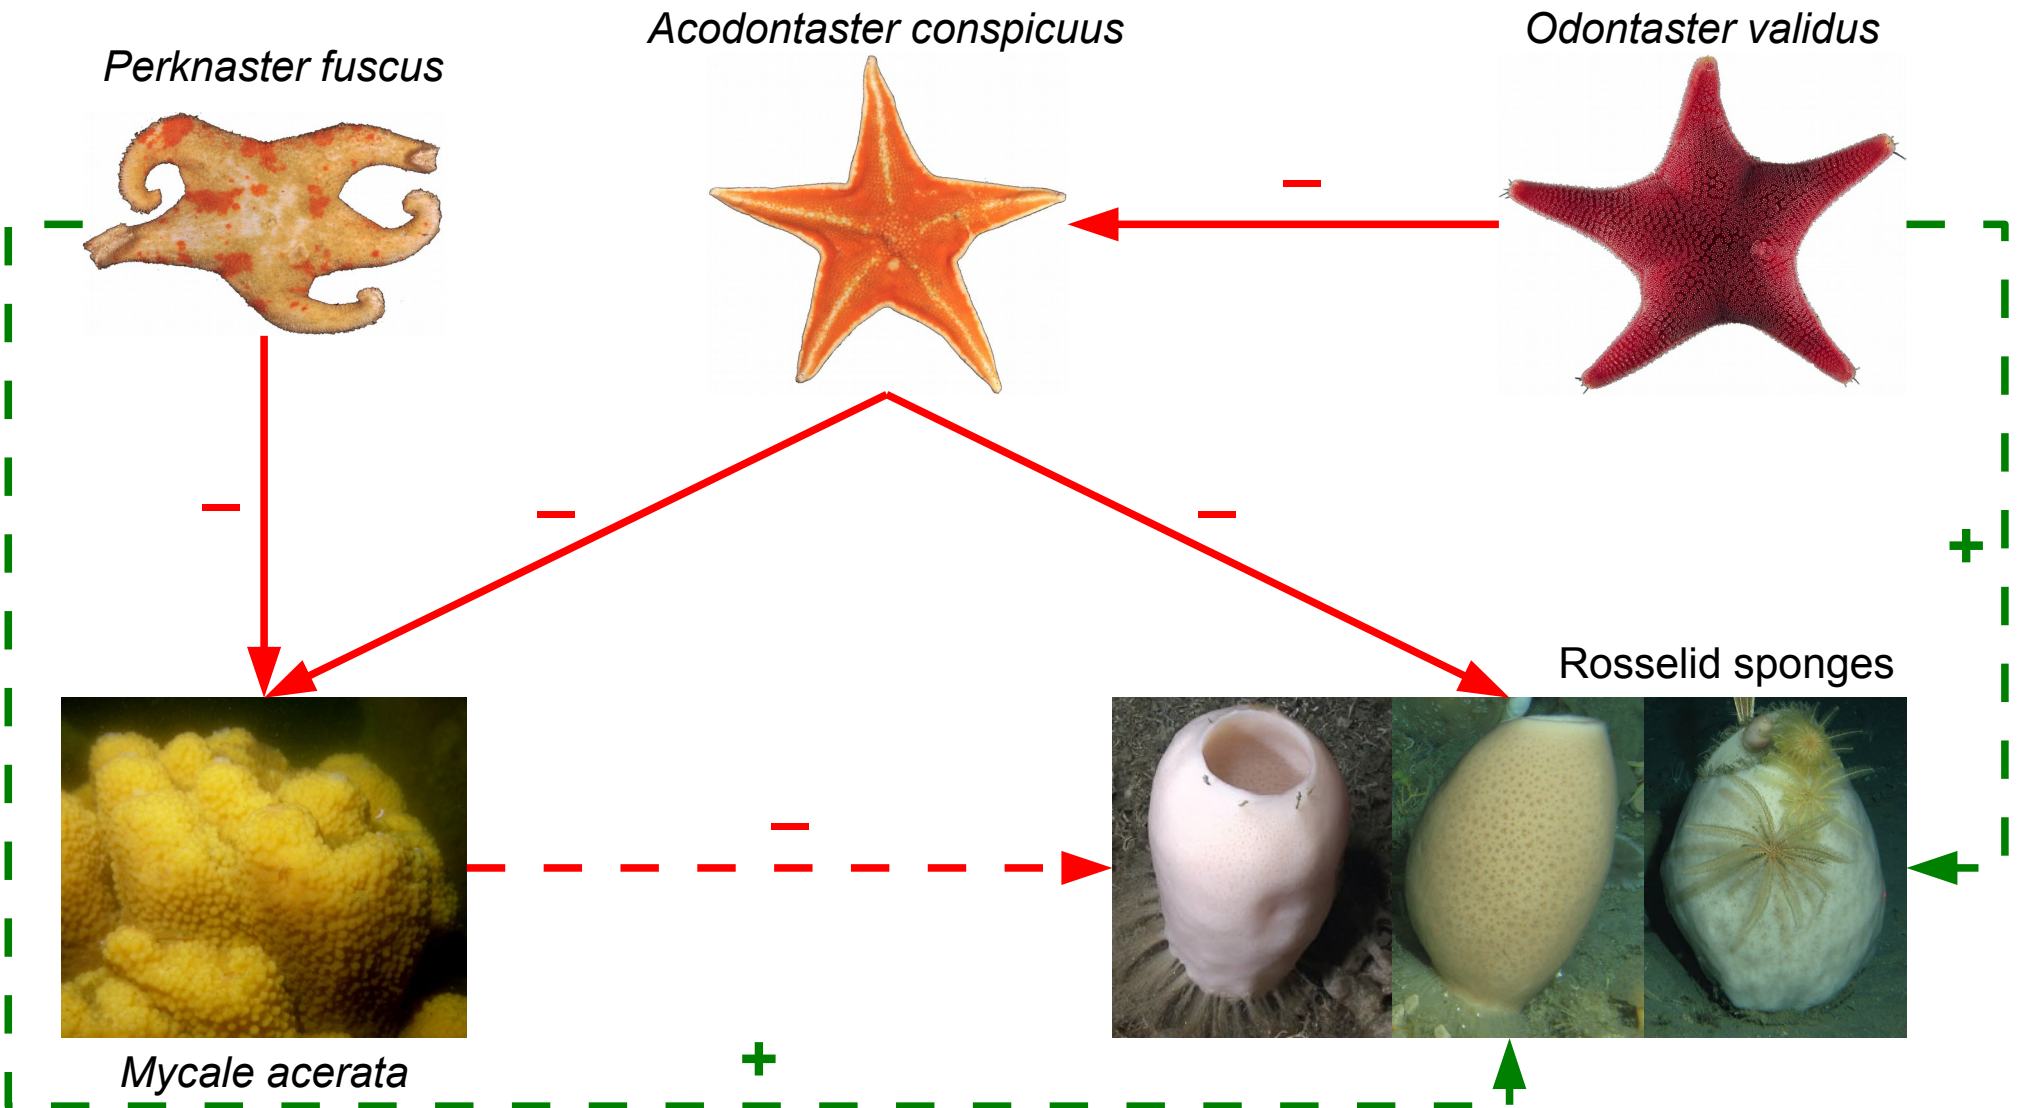 Acodontaster conspicuus
Odontaster validus
Perknaster fuscus
–
–
–
–
+
Rosselid sponges
–
+
Mycale acerata